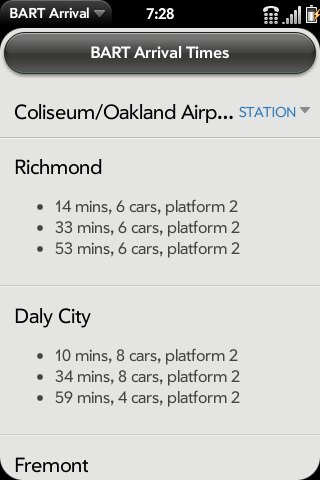 BART Arrival 7:28
BART Arrival Times
Coliseum/Oakland Airp... STATION
Richmond
• 14 mins, 6 cars, platform 2
• 33 mins, 6 cars, platform 2
• 53 mins, 6 cars, platform 2
Daly City
• 10 mins, 8 cars, platform 2
• 34 mins, 8 cars, platform 2
• 59 mins, 4 cars, platform 2
Fremont